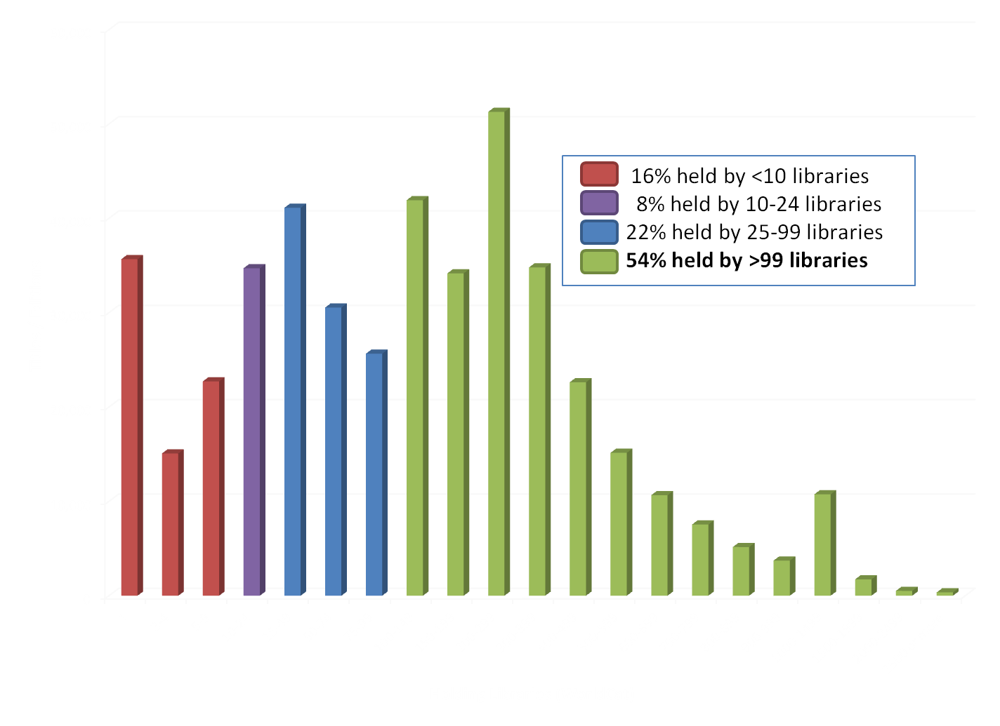 16% held by <10 libraries
8% held by 10-24 libraries
22% held by 25-99 libraries
54% held by >99 libraries